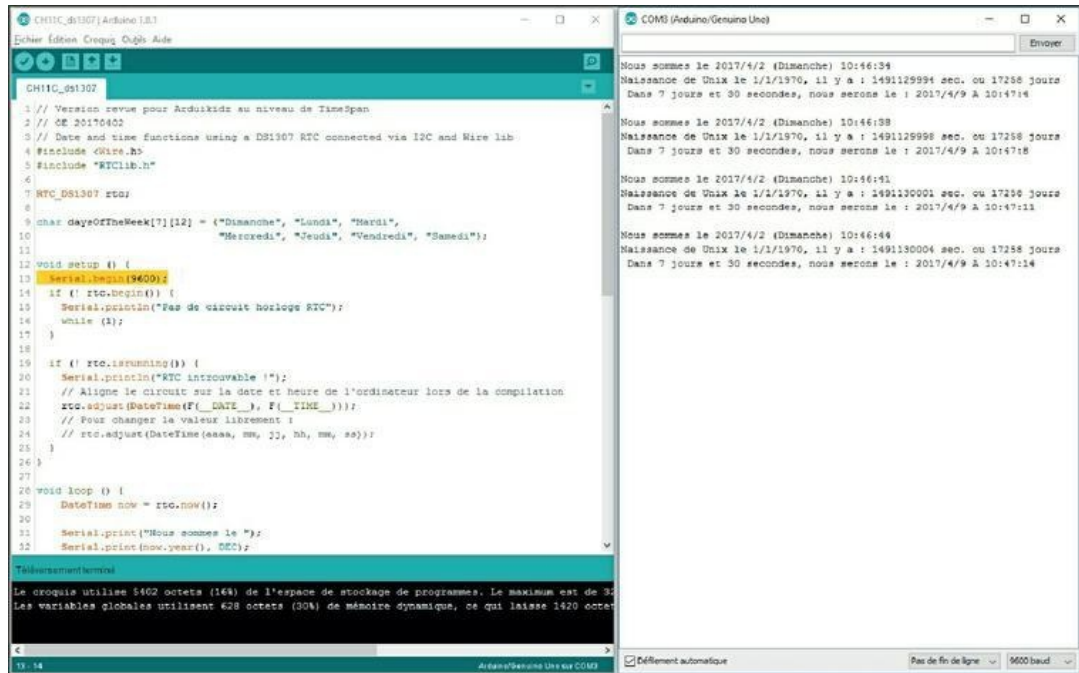 CH11C_ds1307 | Arduino 1.8.1
Fichier Édition Croquis Outils Aide
CH11C_ds1307
1 // Version revue pour Arduikidz au niveau de TimeSpan
2 // OE 20170402
3 // Date and time functions using a DS1307 RTC connected via I2C and Wire lib
4 #include <Wire.h>
5 #include "RTClib.h"
6
7 RTC_DS1307 rtc;
8
9 char daysOfTheWeek[7][12] = {"Dimanche", "Lundi", "Mardi",
10 "Mercredi", "Jeudi", "Vendredi", "Samedi"};
11
12 void setup () {
13 Serial.begin(9600);
14 if (! rtc.begin()) {
15 Serial.println("Pas de circuit horloge RTC");
16 while (1);
17 }
18
19 if (! rtc.isrunning()) {
20 Serial.println("RTC introuvable !");
21 // Aligne le circuit sur la date et heure de l'ordinateur lors de la compilation
22 rtc.adjust(DateTime(F(__DATE__), F(__TIME__)));
23 // Pour changer la valeur librement :
24 // rtc.adjust(DateTime(aaaa, mm, jj, hh, mm, ss));
25 }
26 }
27
28 void loop () {
29 DateTime now = rtc.now();
30
31 Serial.print("Nous sommes le ");
32 Serial.print(now.year(), DEC);
Téléversement terminé
Le croquis utilise 5402 octets (16%) de l'espace de stockage de programmes. Le maximum est de 32
Les variables globales utilisent 628 octets (30%) de mémoire dynamique, ce qui laisse 1420 octet
13 - 14
Arduino/Genuino Uno sur COM3
COM3 (Arduino/Genuino Uno)
Envoyer
Nous sommes le 2017/4/2 (Dimanche) 10:46:34
Naissance de Unix le 1/1/1970, il y a : 1491129994 sec. ou 17258 jours
Dans 7 jours et 30 secondes, nous serons le : 2017/4/9 A 10:47:4
Nous sommes le 2017/4/2 (Dimanche) 10:46:38
Naissance de Unix le 1/1/1970, il y a : 1491129998 sec. ou 17258 jours
Dans 7 jours et 30 secondes, nous serons le : 2017/4/9 A 10:47:8
Nous sommes le 2017/4/2 (Dimanche) 10:46:41
Naissance de Unix le 1/1/1970, il y a : 1491130001 sec. ou 17258 jours
Dans 7 jours et 30 secondes, nous serons le : 2017/4/9 A 10:47:11
Nous sommes le 2017/4/2 (Dimanche) 10:46:44
Naissance de Unix le 1/1/1970, il y a : 1491130004 sec. ou 17258 jours
Dans 7 jours et 30 secondes, nous serons le : 2017/4/9 A 10:47:14
Défilement automatique
Pas de fin de ligne
9600 baud